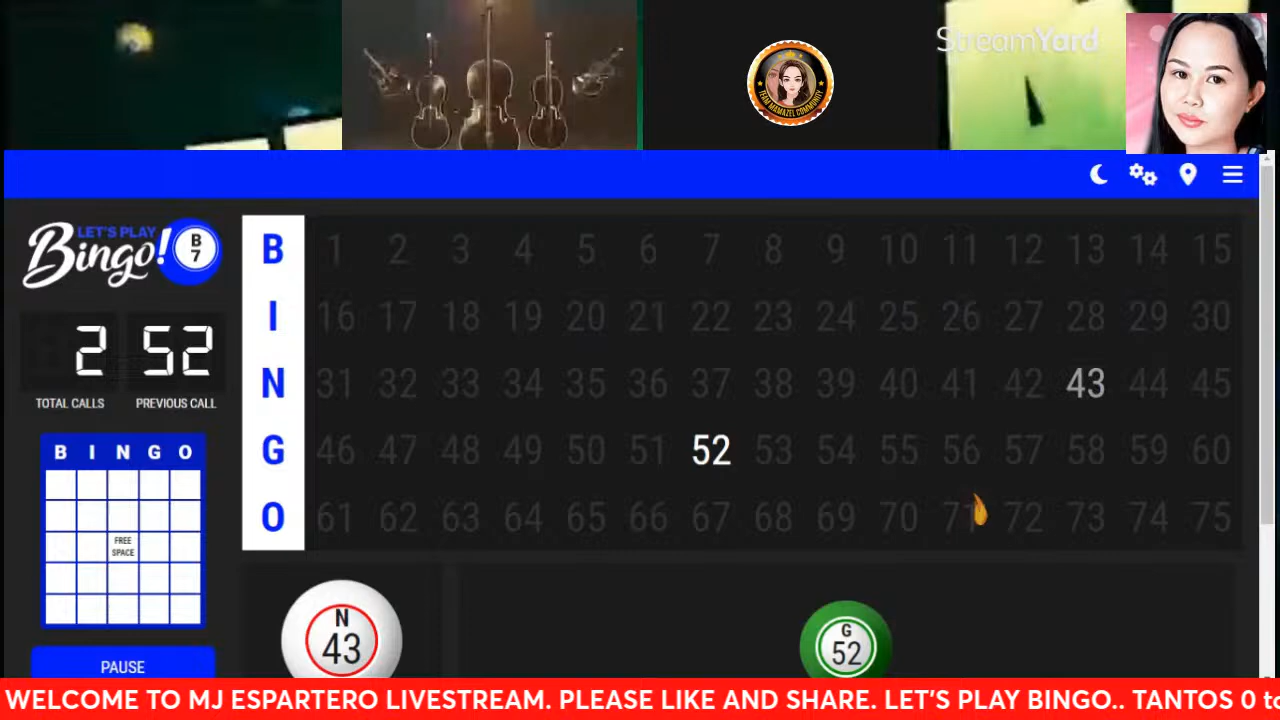 StreamYard
TEAM MAMAZEL COMMUNITY
LET'S PLAY
Bingo!
B
7
2 52
TOTAL CALLS PREVIOUS CALL
B I N G O
FREE
SPACE
PAUSE
B 1 2 3 4 5 6 7 8 9 10 11 12 13 14 15
I 16 17 18 19 20 21 22 23 24 25 26 27 28 29 30
N 31 32 33 34 35 36 37 38 39 40 41 42 43 44 45
G 46 47 48 49 50 51 52 53 54 55 56 57 58 59 60
O 61 62 63 64 65 66 67 68 69 70 71 72 73 74 75
N
43
G
52
WELCOME TO MJ ESPARTERO LIVESTREAM. PLEASE LIKE AND SHARE. LET'S PLAY BINGO.. TANTOS 0 to